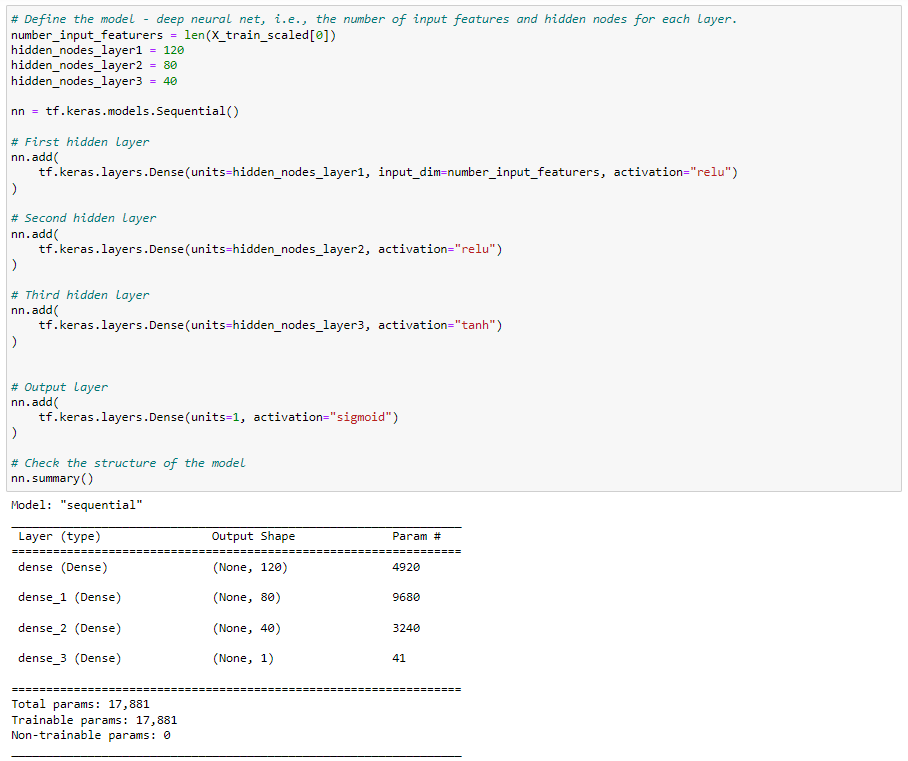 # Define the model - deep neural net, i.e., the number of input features and hidden nodes for each layer.
number_input_featurers = len(X_train_scaled[0])
hidden_nodes_layer1 = 120
hidden_nodes_layer2 = 80
hidden_nodes_layer3 = 40

nn = tf.keras.models.Sequential()

# First hidden layer
nn.add(
    tf.keras.layers.Dense(units=hidden_nodes_layer1, input_dim=number_input_featurers, activation="relu")
)

# Second hidden layer
nn.add(
    tf.keras.layers.Dense(units=hidden_nodes_layer2, activation="relu")
)

# Third hidden layer
nn.add(
    tf.keras.layers.Dense(units=hidden_nodes_layer3, activation="tanh")
)

# Output layer
nn.add(
    tf.keras.layers.Dense(units=1, activation="sigmoid")
)

# Check the structure of the model
nn.summary()
Model: "sequential"
Layer (type) Output Shape Param #
dense (Dense) (None, 120) 4920
dense_1 (Dense) (None, 80) 9680
dense_2 (Dense) (None, 40) 3240
dense_3 (Dense) (None, 1) 41
Total params: 17,881
Trainable params: 17,881
Non-trainable params: 0